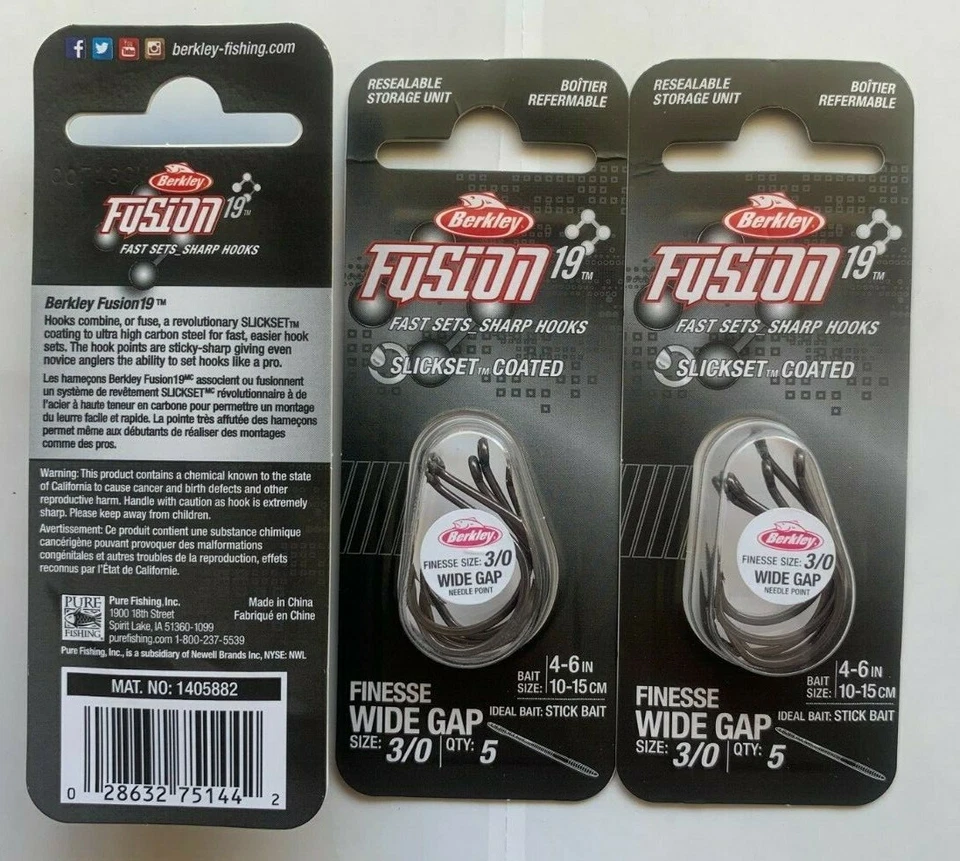 berkley-fishing.com
Berkley
Fusion 19™
FAST SETS_SHARP HOOKS
Berkley Fusion19™
Hooks combine, or fuse, a revolutionary SLICKSET™
coating to ultra high carbon steel for fast, easier hook
sets. The hook points are sticky-sharp giving even
novice anglers the ability to set hooks like a pro.
Les hameçons Berkley Fusion19ᴹᶜ associent ou fusionnent
un système de revêtement SLICKSETᴹᶜ révolutionnaire à de
l'acier à haute teneur en carbone pour permettre un montage
du leurre facile et rapide. La pointe très affutée des hameçons
permet même aux débutants de réaliser des montages
comme des pros.
Warning: This product contains a chemical known to the state
of California to cause cancer and birth defects and other
reproductive harm. Handle with caution as hook is extremely
sharp. Please keep away from children.
Avertissement: Ce produit contient une substance chimique
cancérigène pouvant provoquer des malformations
congénitales et autres troubles de la reproduction, effets
reconnus par l'État de Californie.
PURE
FISHING
Pure Fishing, Inc.
1900 18th Street
Spirit Lake, IA 51360-1099
purefishing.com 1-800-237-5539
Made in China
Fabriqué en Chine
Pure Fishing, Inc., is a subsidiary of Newell Brands Inc, NYSE: NWL
MAT. NO: 1405882
0 28632 75144 2
RESEALABLE
STORAGE UNIT
BOÎTIER
REFERMABLE
Berkley
Fusion 19™
FAST SETS_SHARP HOOKS
SLICKSET™ COATED
Berkley
FINESSE SIZE: 3/0
WIDE GAP
NEEDLE POINT
BAIT SIZE: 4-6 IN
10-15 CM
IDEAL BAIT: STICK BAIT
FINESSE
WIDE GAP
SIZE: 3/0 QTY: 5
RESEALABLE
STORAGE UNIT
BOÎTIER
REFERMABLE
Berkley
Fusion 19™
FAST SETS_SHARP HOOKS
SLICKSET™ COATED
Berkley
FINESSE SIZE: 3/0
WIDE GAP
NEEDLE POINT
BAIT SIZE: 4-6 IN
10-15 CM
IDEAL BAIT: STICK BAIT
FINESSE
WIDE GAP
SIZE: 3/0 QTY: 5